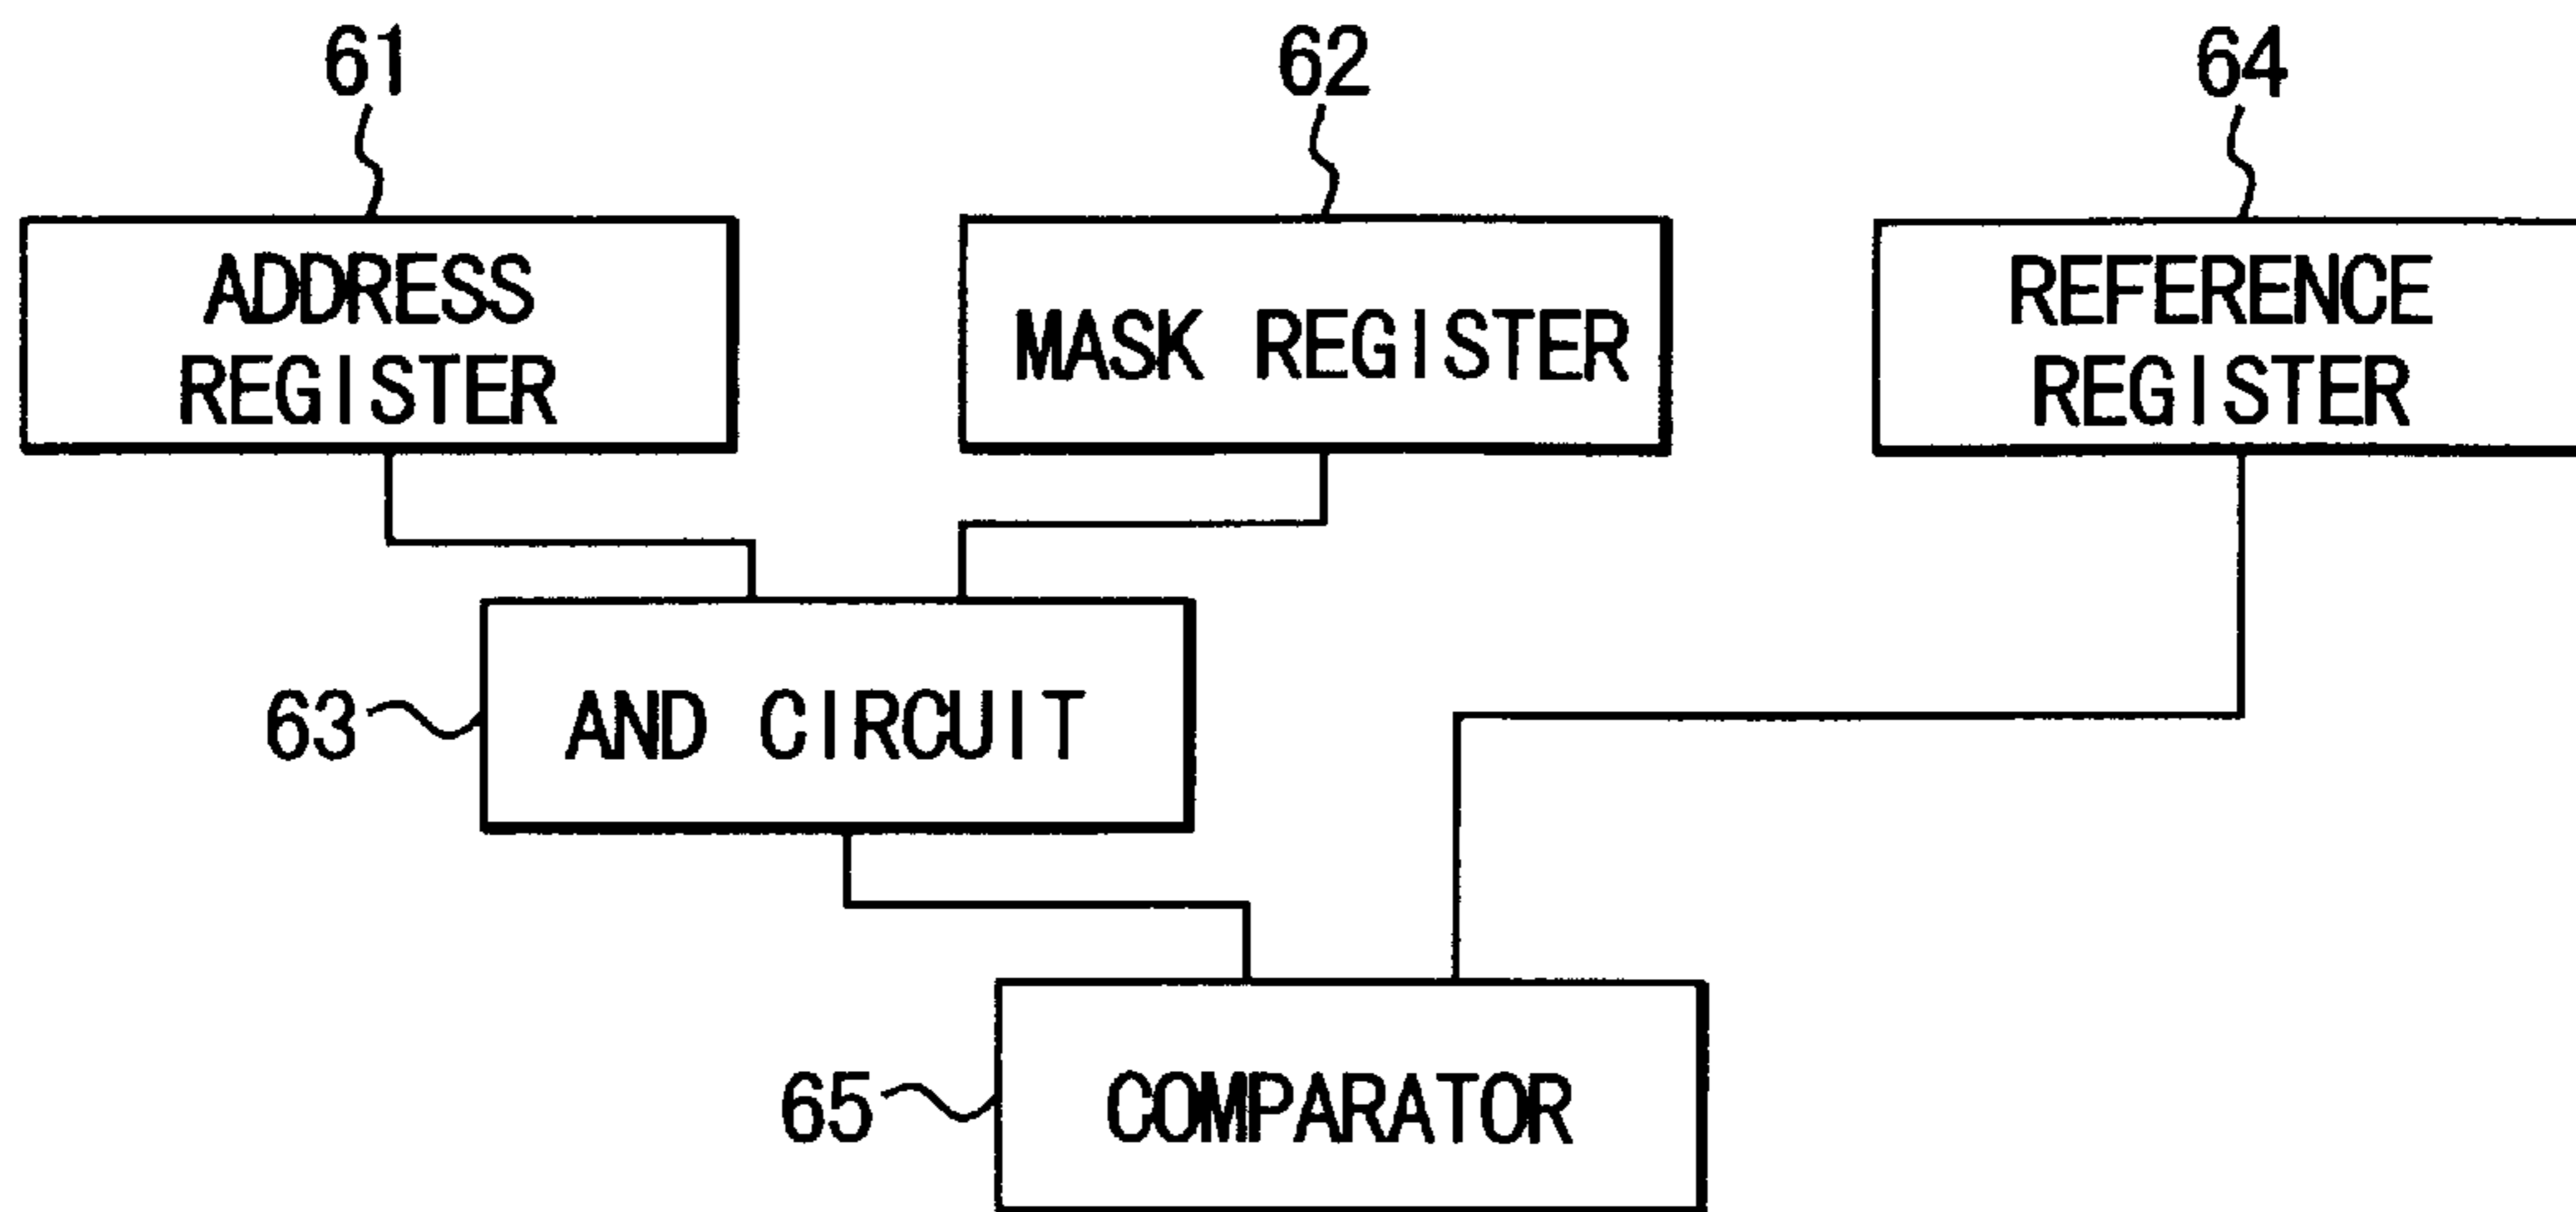 61
62
64
ADDRESS
REGISTER
MASK REGISTER
REFERENCE
REGISTER
63
AND CIRCUIT
65
COMPARATOR